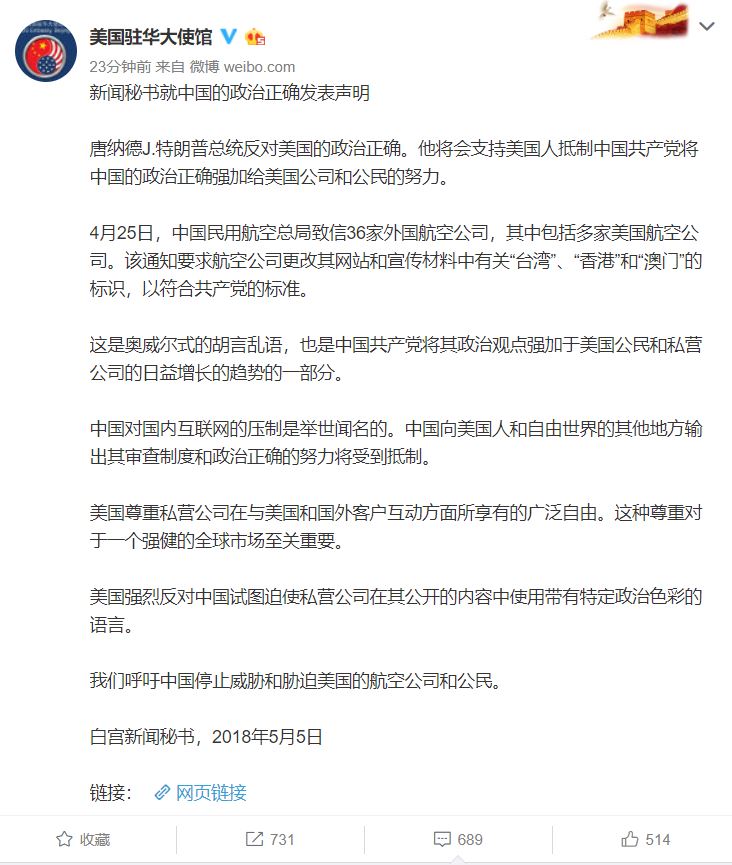 美国驻华大使馆
23分钟前 来自 微博 weibo.com
新闻秘书就中国的政治正确发表声明
唐纳德J.特朗普总统反对美国的政治正确。他将会支持美国人抵制中国共产党将
中国的政治正确强加给美国公司和公民的努力。
4月25日，中国民用航空总局致信36家外国航空公司，其中包括多家美国航空公
司。该通知要求航空公司更改其网站和宣传材料中有关“台湾”、“香港”和“澳门”的
标识，以符合共产党的标准。
这是奥威尔式的胡言乱语，也是中国共产党将其政治观点强加于美国公民和私营
公司的日益增长的趋势的一部分。
中国对国内互联网的压制是举世闻名的。中国向美国人和自由世界的其他地方输
出其审查制度和政治正确的努力将受到抵制。
美国尊重私营公司在与美国和国外客户互动方面所享有的广泛自由。这种尊重对
于一个强健的全球市场至关重要。
美国强烈反对中国试图迫使私营公司在其公开的内容中使用带有特定政治色彩的
语言。
我们呼吁中国停止威胁和胁迫美国的航空公司和公民。
白宫新闻秘书，2018年5月5日
链接： 网页链接
收藏 731 689 514